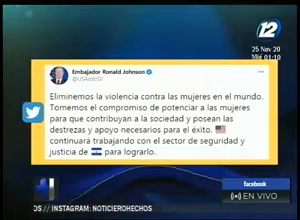 12
25 Nov 20
Mié 01:10
Embajador Ronald Johnson
@USAmbSV
Eliminemos la violencia contra las mujeres en el mundo.
Tomemos el compromiso de potenciar a las mujeres
para que contribuyan a la sociedad y posean las
destrezas y apoyo necesarios para el éxito.
continuará trabajando con el sector de seguridad y
justicia de para lograrlo.
facebook
EN VIVO
OS // INSTAGRAM: NOTICIEROHECHOS